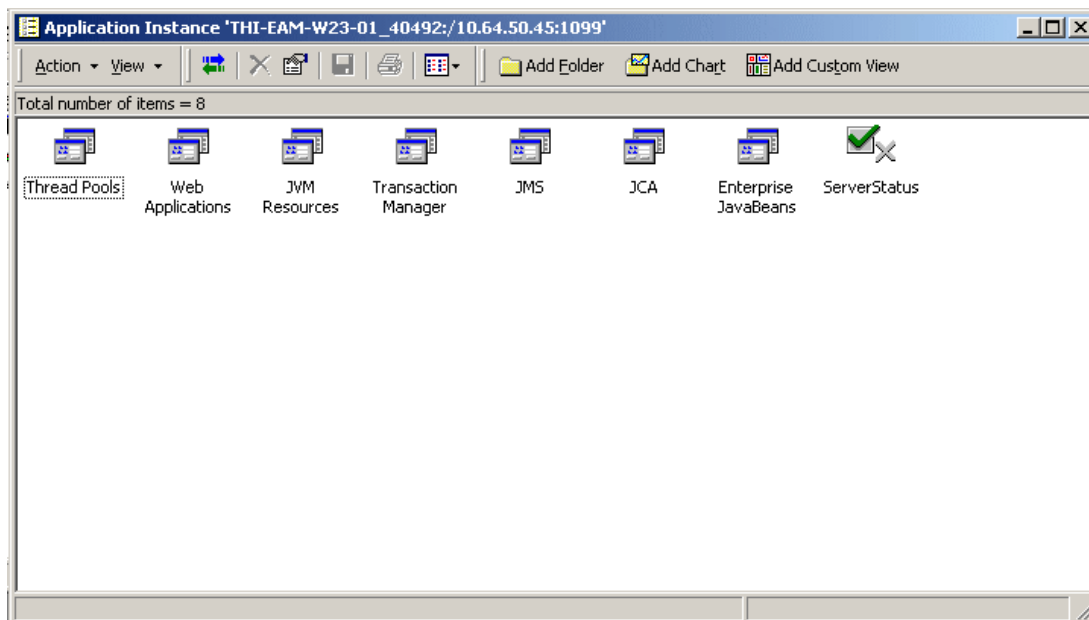 Application Instance 'THI-EAM-W23-01_40492:/10.64.50.45:1099'
Action View Add Folder Add Chart Add Custom View
Total number of items = 8
Thread Pools Web Applications JVM Resources Transaction Manager JMS JCA Enterprise JavaBeans ServerStatus